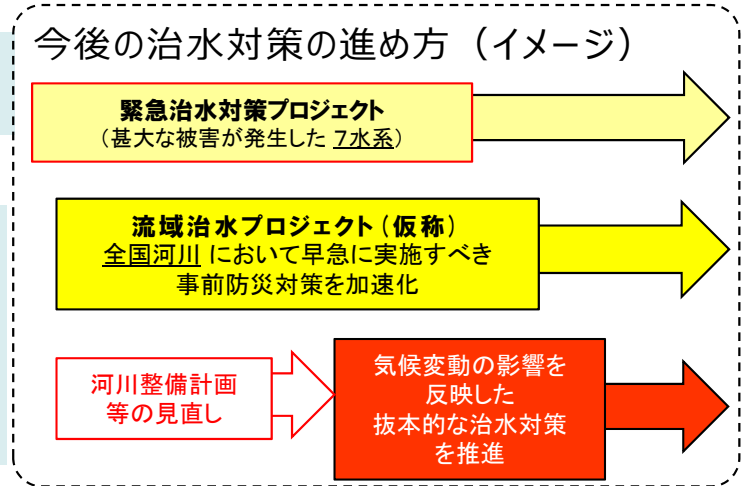 今後の治水対策の進め方（イメージ）
緊急治水対策プロジェクト
（甚大な被害が発生した 7水系）
流域治水プロジェクト（仮称）
全国河川 において早急に実施すべき
事前防災対策を加速化
河川整備計画
等の見直し
気候変動の影響を
反映した
抜本的な治水対策
を推進